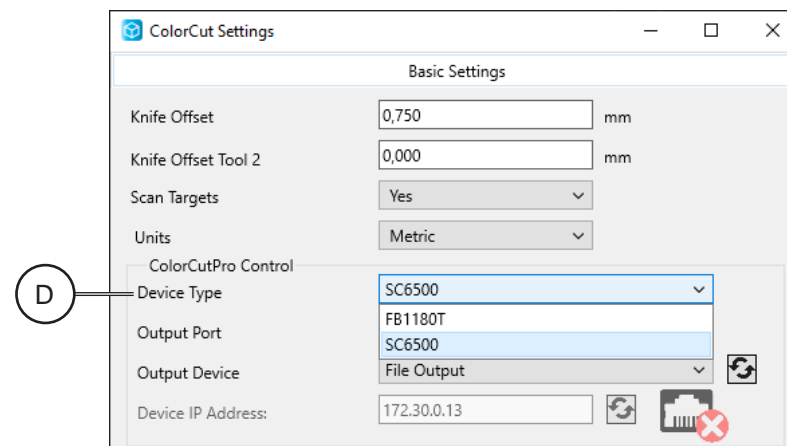 ColorCut Settings
Basic Settings
Knife Offset 0,750 mm
Knife Offset Tool 2 0,000 mm
Scan Targets Yes
Units Metric
ColorCutPro Control
D Device Type SC6500
FB1180T
Output Port
SC6500
Output Device File Output
Device IP Address: 172.30.0.13